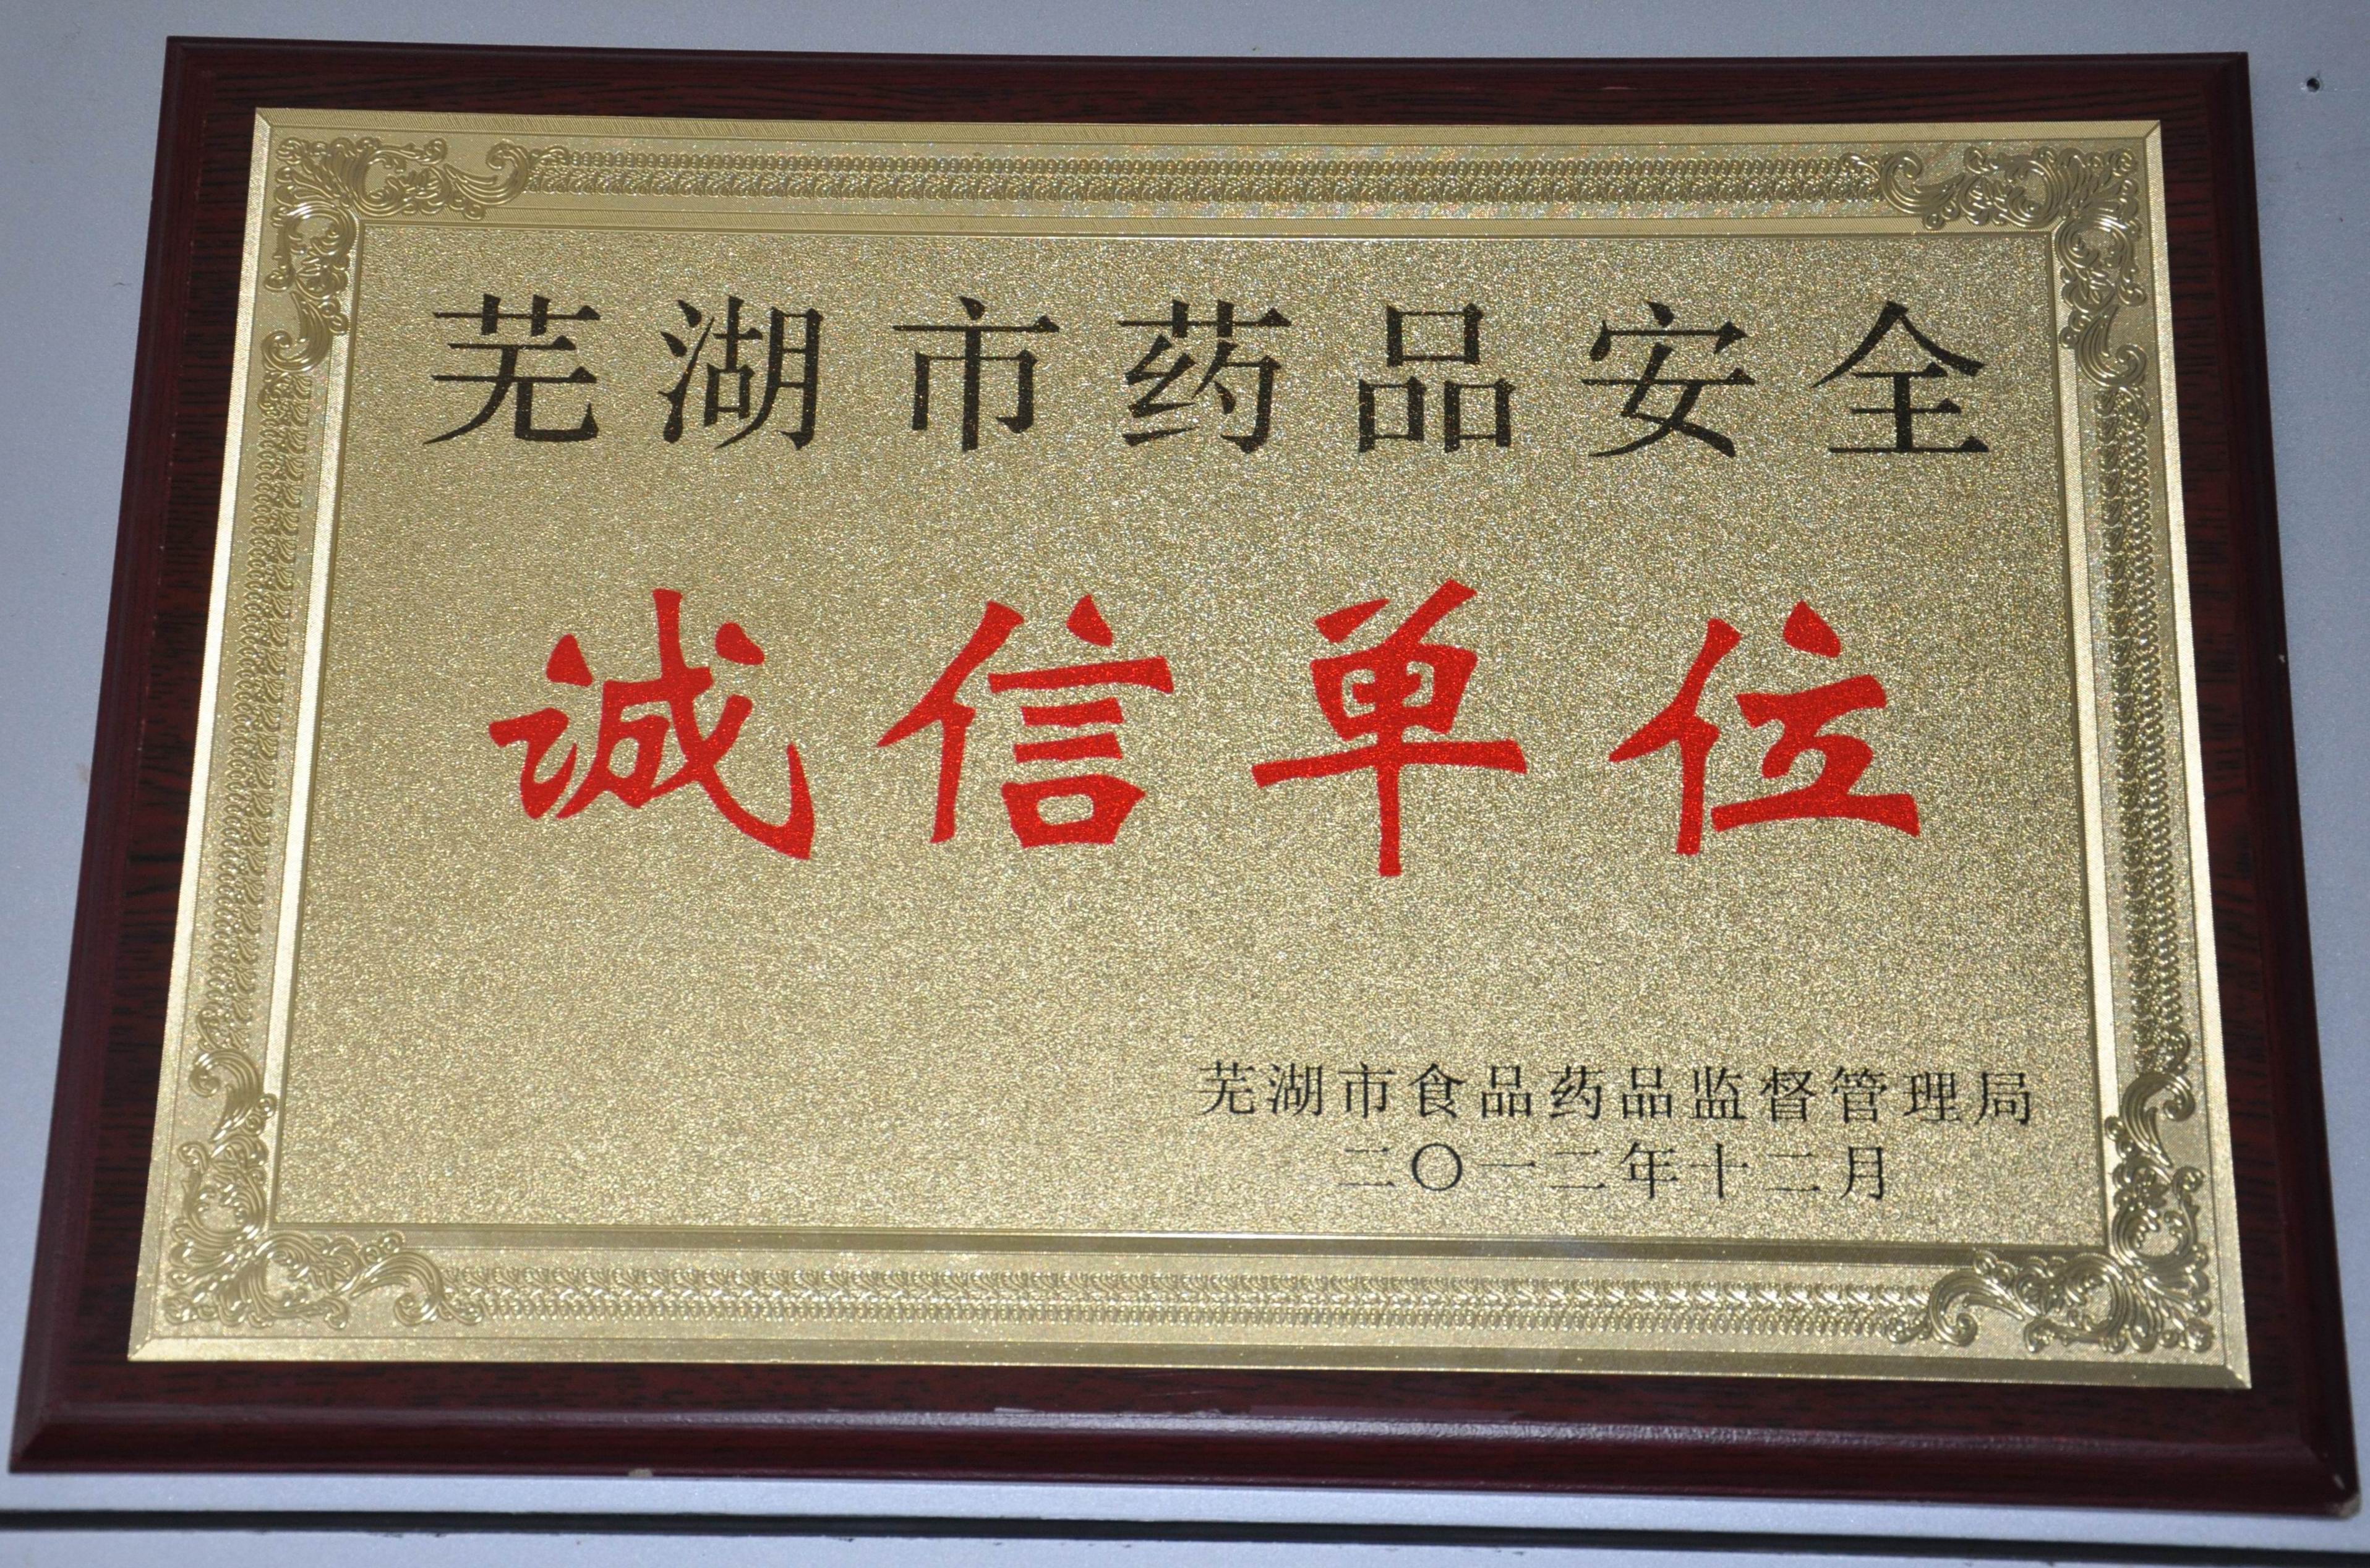 芜湖市药品安全
诚信单位
芜湖市食品药品监督管理局
二〇一二年十二月